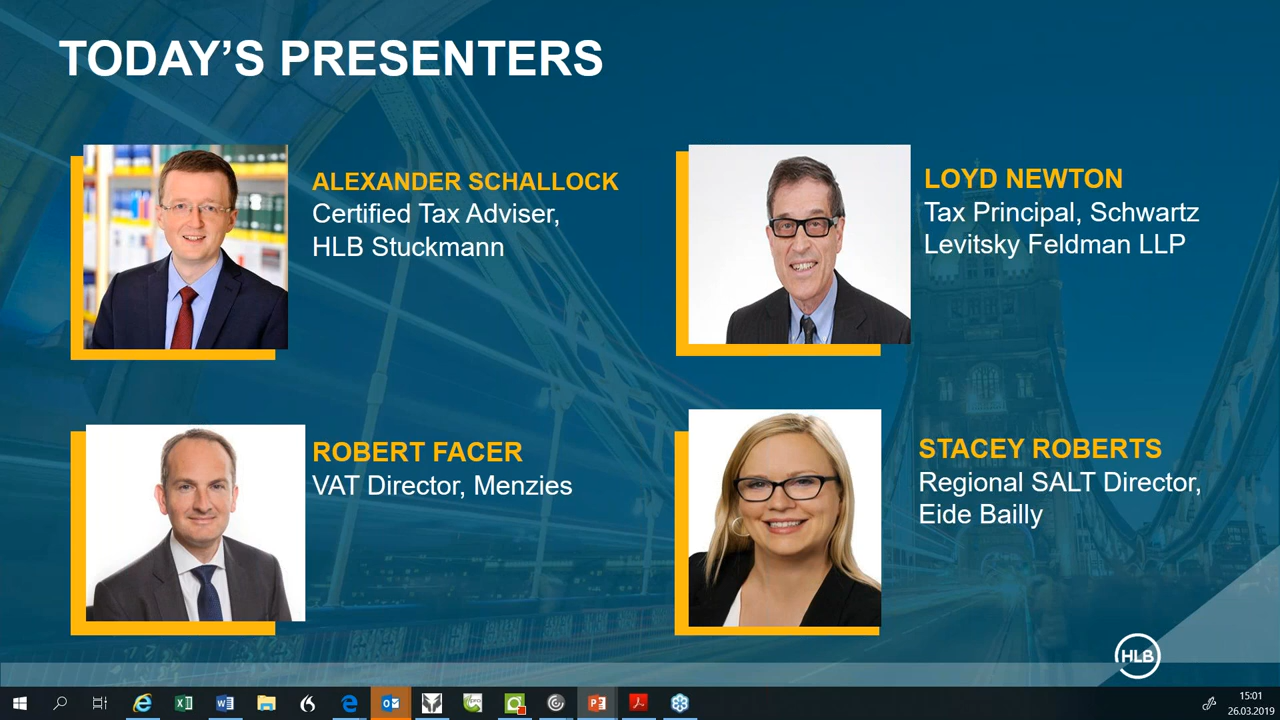 TODAY'S PRESENTERS
ALEXANDER SCHALLOCK
Certified Tax Adviser,
HLB Stuckmann
LOYD NEWTON
Tax Principal, Schwartz
Levitsky Feldman LLP
ROBERT FACER
VAT Director, Menzies
STACEY ROBERTS
Regional SALT Director,
Eide Bailly
HLB
15:01
26.03.2019